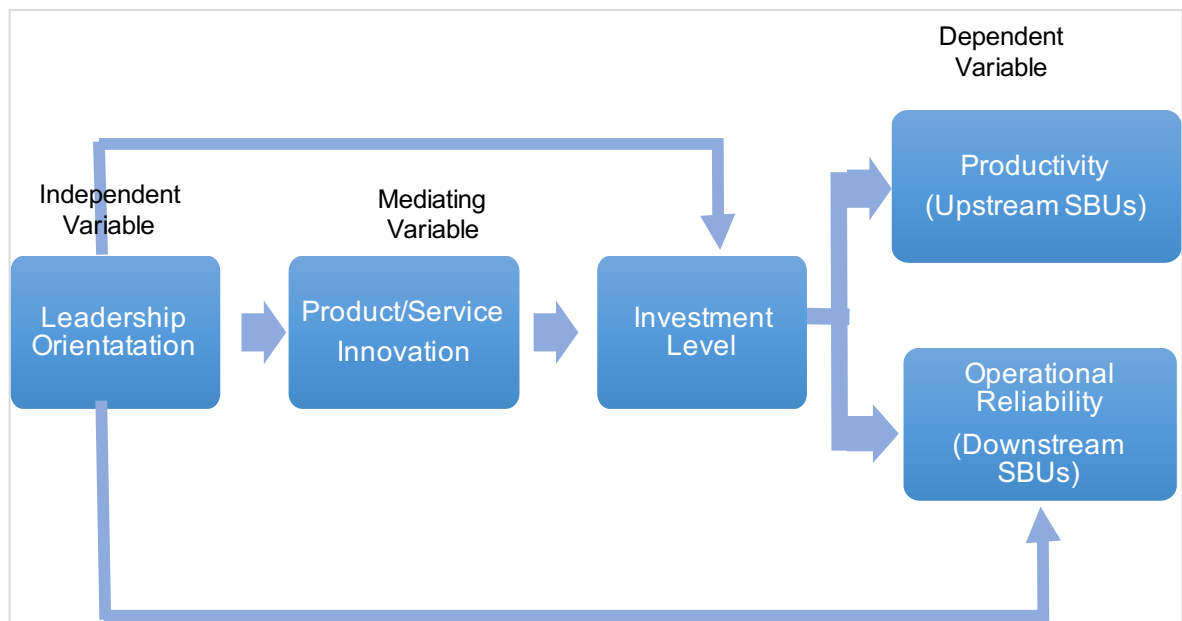 Dependent
Variable
Independent
Variable
Mediating
Variable
Productivity
(Upstream SBUs)
Leadership
Orientatation
Product/Service
Innovation
Investment
Level
Operational
Reliability
(Downstream
SBUs)